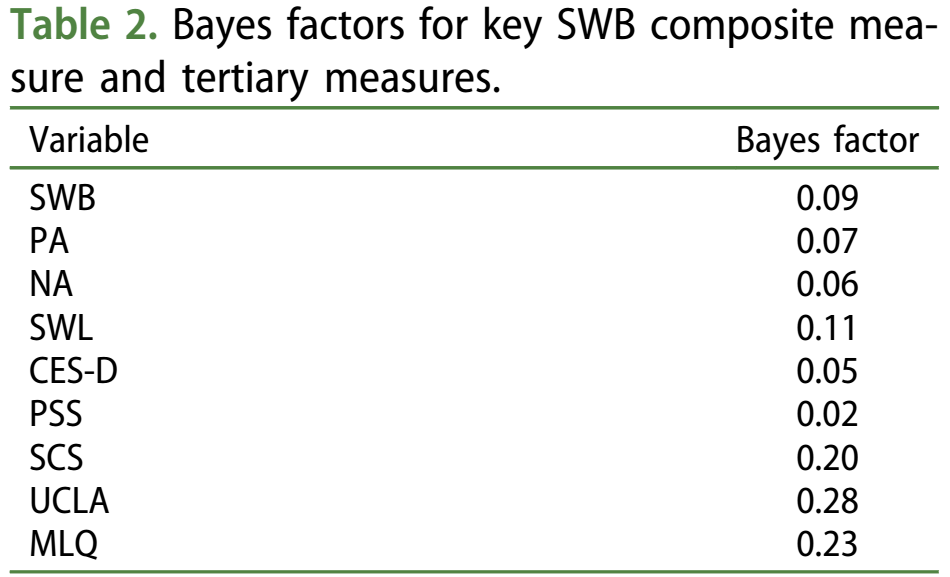 Table 2. Bayes factors for key SWB composite mea-
sure and tertiary measures.
Variable Bayes factor
SWB 0.09
PA 0.07
NA 0.06
SWL 0.11
CES-D 0.05
PSS 0.02
SCS 0.20
UCLA 0.28
MLQ 0.23